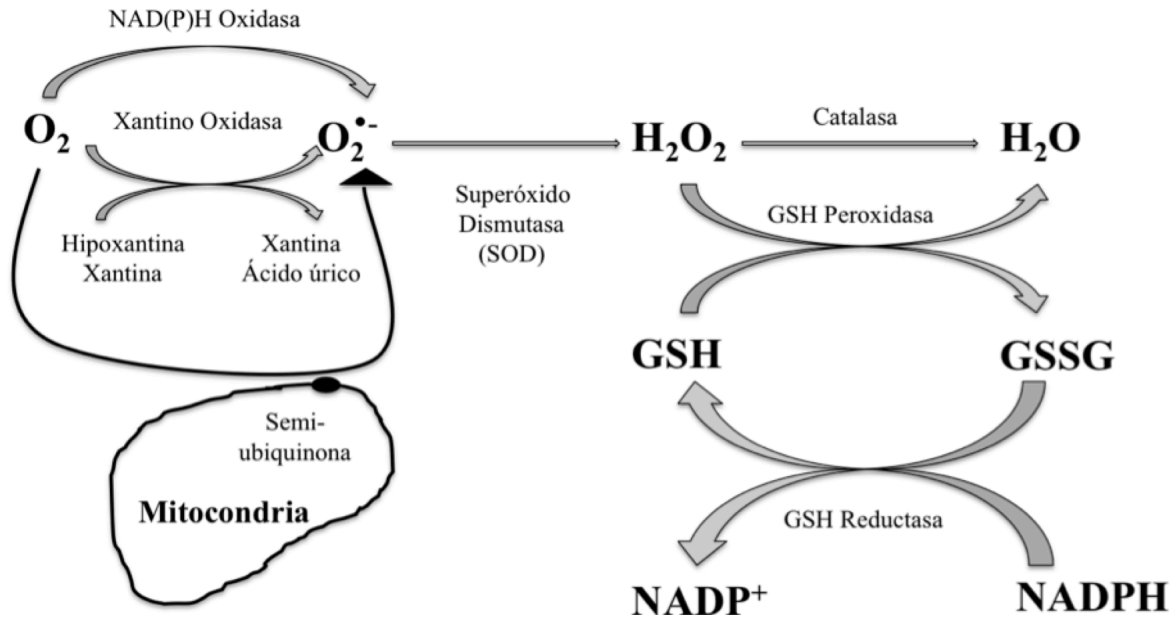 NAD(P)H Oxidasa
O₂
Xantino Oxidasa
O₂•-
H₂O₂
Catalasa
H₂O
Hipoxantina
Xantina
Xantina
Ácido úrico
Superóxido
Dismutasa
(SOD)
GSH Peroxidasa
GSH
GSSG
Semi-
ubiquinona
Mitocondria
GSH Reductasa
NADP⁺
NADPH